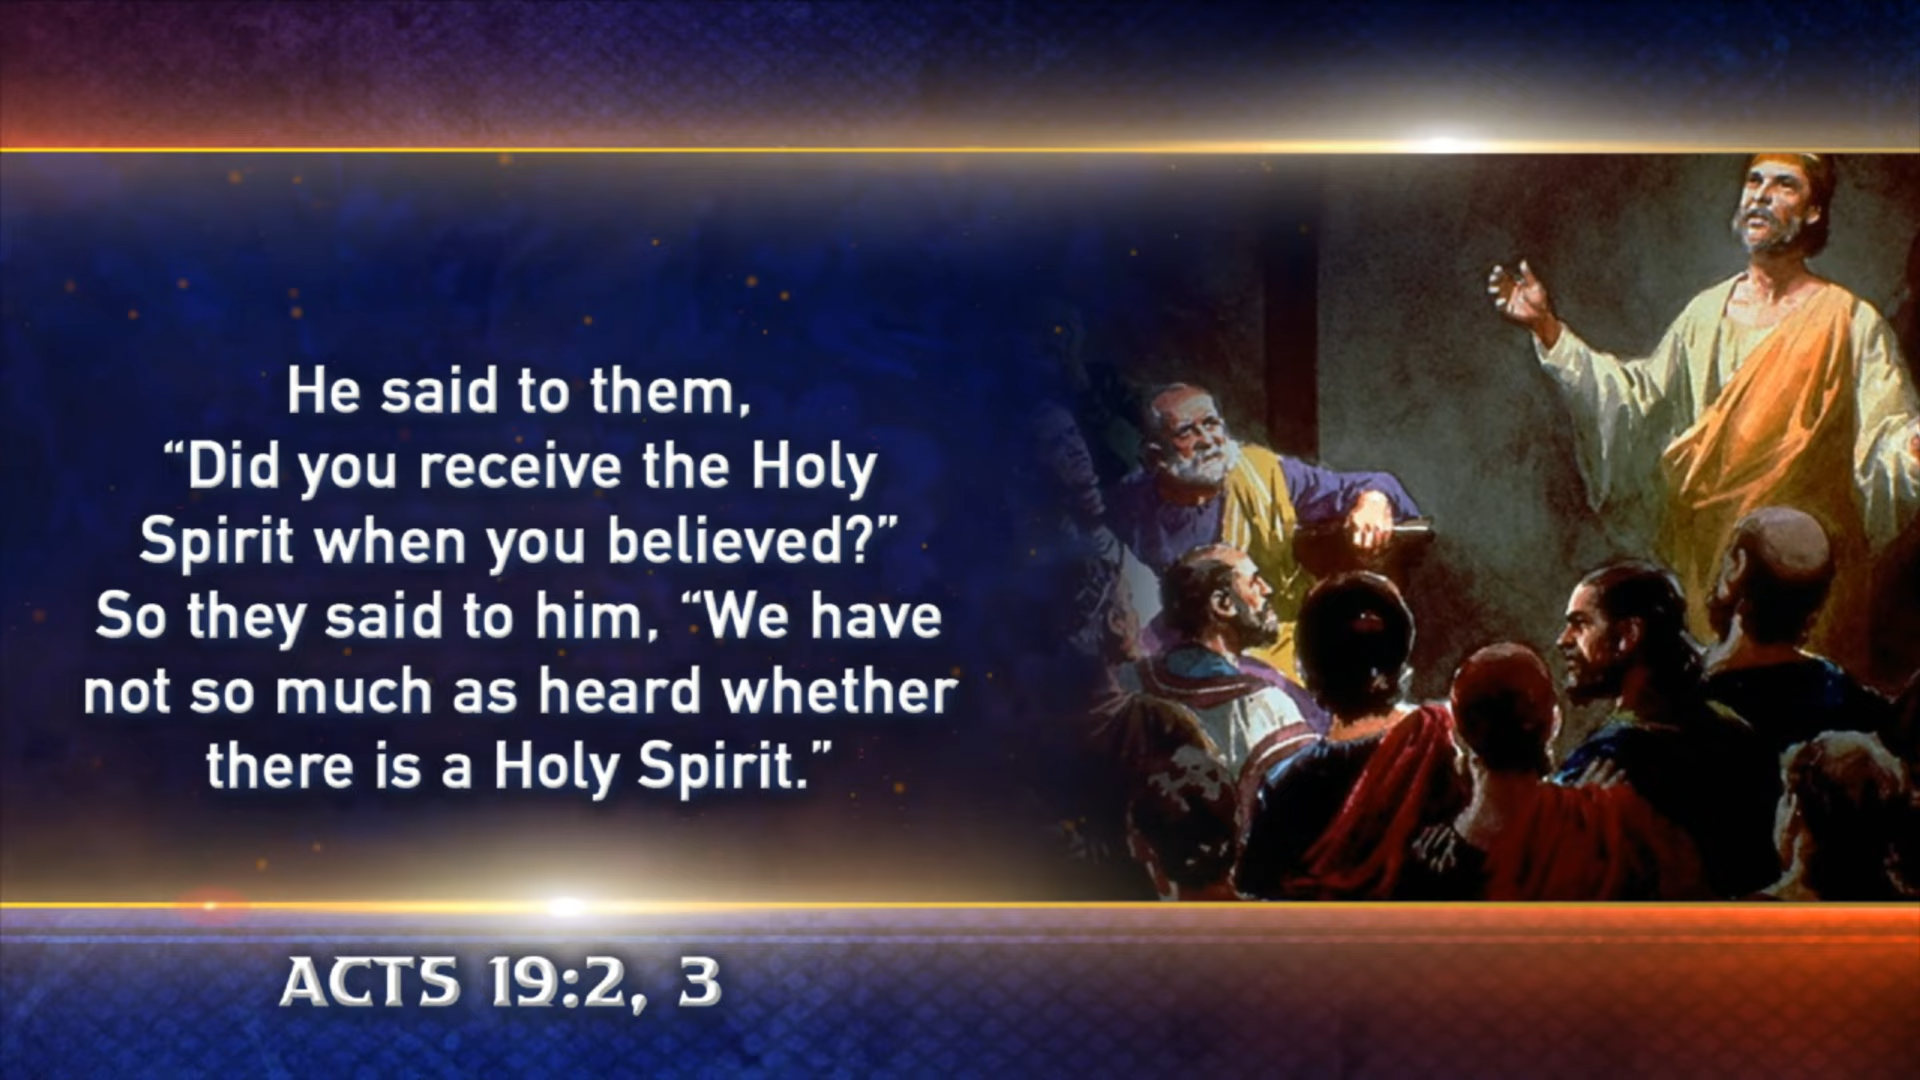 He said to them,
“Did you receive the Holy
Spirit when you believed?”
So they said to him, “We have
not so much as heard whether
there is a Holy Spirit.”
ACTS 19:2, 3